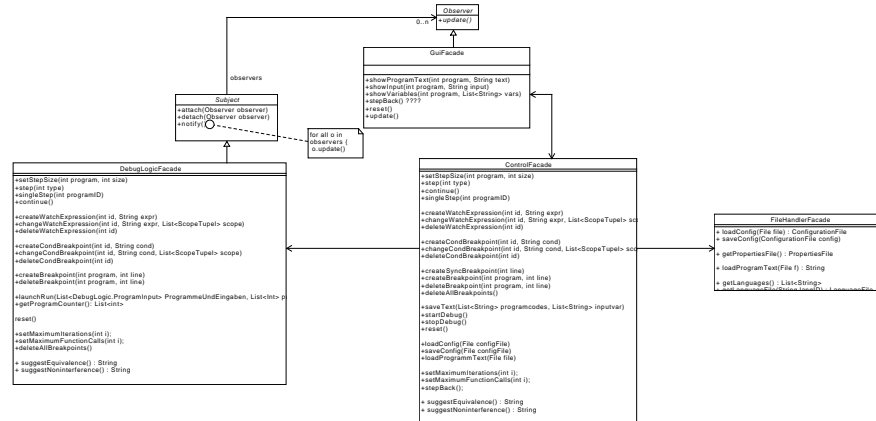 Observer
+update()
0..n
observers
GuiFacade
+showProgramText(int program, String text)
+showInput(int program, String input)
+showVariables(int program, List<String> vars)
+stepBack() ????
+reset()
+update()
Subject
+attach(Observer observer)
+detach(Observer observer)
+notify()
for all o in
observers {
o.update()
DebugLogicFacade
+setStepSize(int program, int size)
+step(int type)
+singleStep(int programID)
+continue()
+createWatchExpression(int id, String expr)
+changeWatchExpression(int id, String expr, List<ScopeTupel> scope)
+deleteWatchExpression(int id)
+createCondBreakpoint(int id, String cond)
+changeCondBreakpoint(int id, String cond, List<ScopeTupel> scope)
+deleteCondBreakpoint(int id)
+createBreakpoint(int program, int line)
+deleteBreakpoint(int program, int line)
+launchRun(List<DebugLogic.ProgramInput> ProgrammeUndEingaben, List<Int> p
+getProgramCounter(): List<int>
reset()
+setMaximumIterations(int i);
+setMaximumFunctionCalls(int i);
+deleteAllBreakpoints()
+ suggestEquivalence() : String
+ suggestNoninterference() : String
ControlFacade
+setStepSize(int program, int size)
+step(int type)
+continue()
+singleStep(int programID)
+createWatchExpression(int id, String expr)
+changeWatchExpression(int id, String expr, List<ScopeTupel> sco
+deleteWatchExpression(int id)
+createCondBreakpoint(int id, String cond)
+changeCondBreakpoint(int id, String cond, List<ScopeTupel> sco
+deleteCondBreakpoint(int id)
+createSyncBreakpoint(int line)
+createBreakpoint(int program, int line)
+deleteBreakpoint(int program, int line)
+deleteAllBreakpoints()
+saveText(List<String> programcodes, List<String> inputvar)
+startDebug()
+stopDebug()
+reset()
+loadConfig(File configFile)
+saveConfig(File configFile)
+loadProgrammText(File file)
+setMaximumIterations(int i);
+setMaximumFunctionCalls(int i);
+stepBack();
+ suggestEquivalence() : String
+ suggestNoninterference() : String
FileHandlerFacade
+ loadConfig(File file) : ConfigurationFile
+ saveConfig(ConfigurationFile config)
+ getPropertiesFile() : PropertiesFile
+ loadProgramText(File f) : String
+ getLanguages() : List<String>